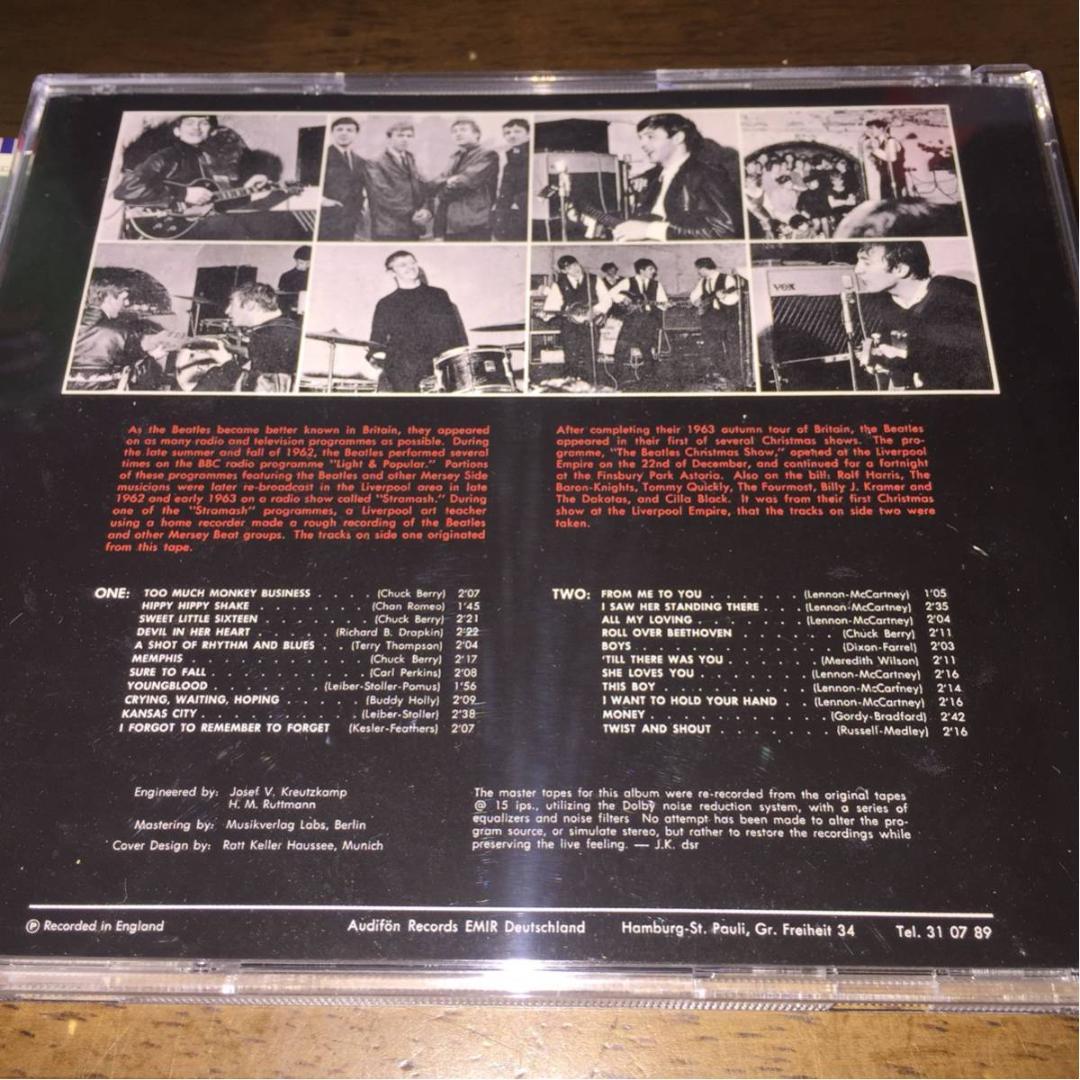 VOX
As the Beatles became better known in Britain, they appeared
on as many radio and television programmes as possible. During
the late summer and fall of 1962, the Beatles performed several
times on the BBC radio programme "Light & Popular." Portions
of these programmes featuring the Beatles and other Mersey Side
musicians were later re-broadcast in the Liverpool area in late
1962 and early 1963 on a radio show called "Stramash." During
one of the "Stramash" programmes, a Liverpool art teacher
using a home recorder made a rough recording of the Beatles
and other Mersey Beat groups. The tracks on side one originated
from this tape.
After completing their 1963 autumn tour of Britain, the Beatles
appeared in their first of several Christmas shows. The pro-
gramme, "The Beatles Christmas Show," opened at the Liverpool
Empire on the 22nd of December, and continued for a fortnight
at the Finsbury Park Astoria. Also on the bill: Rolf Harris, The
Baron-Knights, Tommy Quickly, The Fourmost, Billy J. Kramer and
The Dakotas, and Cilla Black. It was from their first Christmas
show at the Liverpool Empire, that the tracks on side two were
taken.
ONE: TOO MUCH MONKEY BUSINESS . . . . . (Chuck Berry) 2'07
HIPPY HIPPY SHAKE . . . . . . . . (Chan Romeo) 1'45
SWEET LITTLE SIXTEEN . . . . . . . (Chuck Berry) 2'21
DEVIL IN HER HEART . . . . . (Richard B. Drapkin) 2'22
A SHOT OF RHYTHM AND BLUES . . (Terry Thompson) 2'04
MEMPHIS . . . . . . . . . . . . (Chuck Berry) 2'17
SURE TO FALL . . . . . . . . . . (Carl Perkins) 2'08
YOUNGBLOOD . . . . . . . (Leiber-Stoller-Pomus) 1'56
CRYING, WAITING, HOPING . . . . . (Buddy Holly) 2'09
KANSAS CITY . . . . . . . . . . (Leiber-Stoller) 2'38
I FORGOT TO REMEMBER TO FORGET (Kesler-Feathers) 2'07
TWO: FROM ME TO YOU . . . . . . . (Lennon-McCartney) 1'05
I SAW HER STANDING THERE . . . (Lennon-McCartney) 2'35
ALL MY LOVING . . . . . . . . (Lennon-McCartney) 2'04
ROLL OVER BEETHOVEN . . . . . . . (Chuck Berry) 2'11
BOYS . . . . . . . . . . . . . . (Dixon-Farrel) 2'03
'TILL THERE WAS YOU . . . . . . (Meredith Wilson) 2'11
SHE LOVES YOU . . . . . . . . (Lennon-McCartney) 2'16
THIS BOY . . . . . . . . . . (Lennon-McCartney) 2'14
I WANT TO HOLD YOUR HAND . . . (Lennon-McCartney) 2'16
MONEY . . . . . . . . . . . . (Gordy-Bradford) 2'42
TWIST AND SHOUT . . . . . . . . (Russell-Medley) 2'16
Engineered by: Josef V. Kreutzkamp
H. M. Ruttmann
Mastering by: Musikverlag Labs, Berlin
Cover Design by: Ratt Keller Haussee, Munich
The master tapes for this album were re-recorded from the original tapes
@ 15 ips., utilizing the Dolby noise reduction system, with a series of
equalizers and noise filters No attempt has been made to alter the pro-
gram source, or simulate stereo, but rather to restore the recordings while
preserving the live feeling. — J.K. dsr
Ⓟ Recorded in England Audifön Records EMIR Deutschland Hamburg-St. Pauli, Gr. Freiheit 34 Tel. 31 07 89